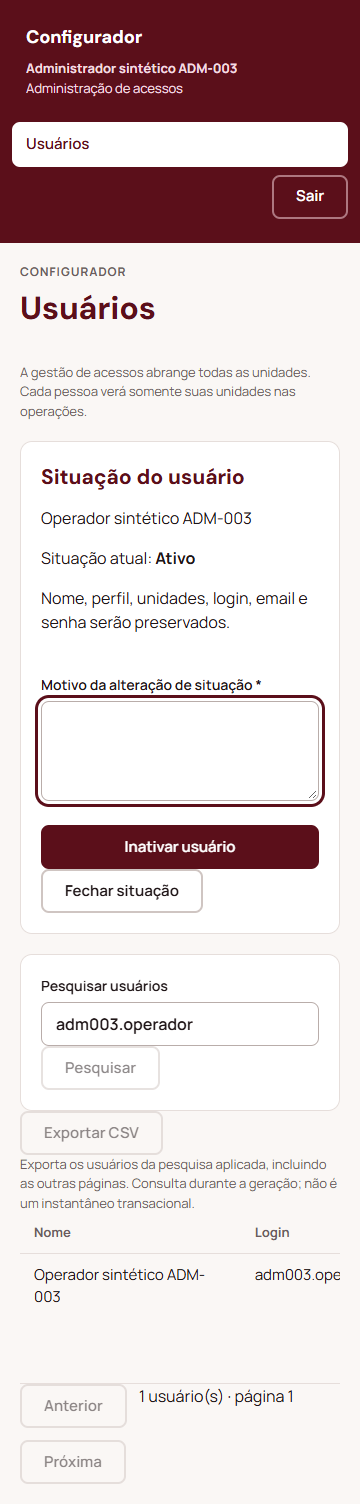 Configurador
Administrador sintético ADM-003
Administração de acessos
Usuários
Sair
CONFIGURADOR
Usuários
A gestão de acessos abrange todas as unidades.
Cada pessoa verá somente suas unidades nas
operações.
Situação do usuário
Operador sintético ADM-003
Situação atual: Ativo
Nome, perfil, unidades, login, email e
senha serão preservados.
Motivo da alteração de situação *
Inativar usuário
Fechar situação
Pesquisar usuários
adm003.operador
Pesquisar
Exportar CSV
Exporta os usuários da pesquisa aplicada, incluindo
as outras páginas. Consulta durante a geração; não é
um instantâneo transacional.
Nome Login
Operador sintético ADM- adm003.ope
003
Anterior 1 usuário(s) · página 1
Próxima